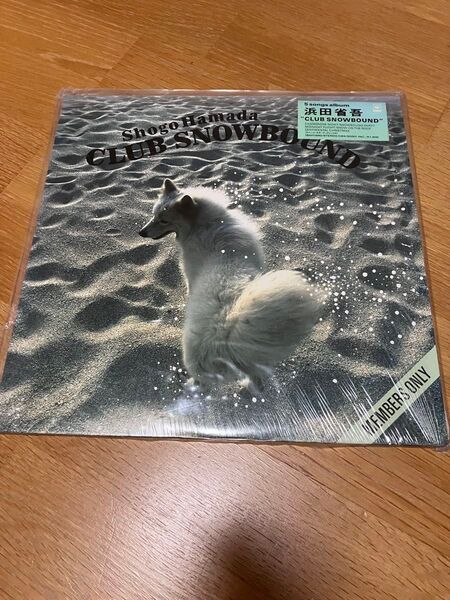 5 songs album
浜田省吾
"CLUB SNOWBOUND"
Shogo Hamada
CLUB SNOWBOUND
MEMBERS ONLY